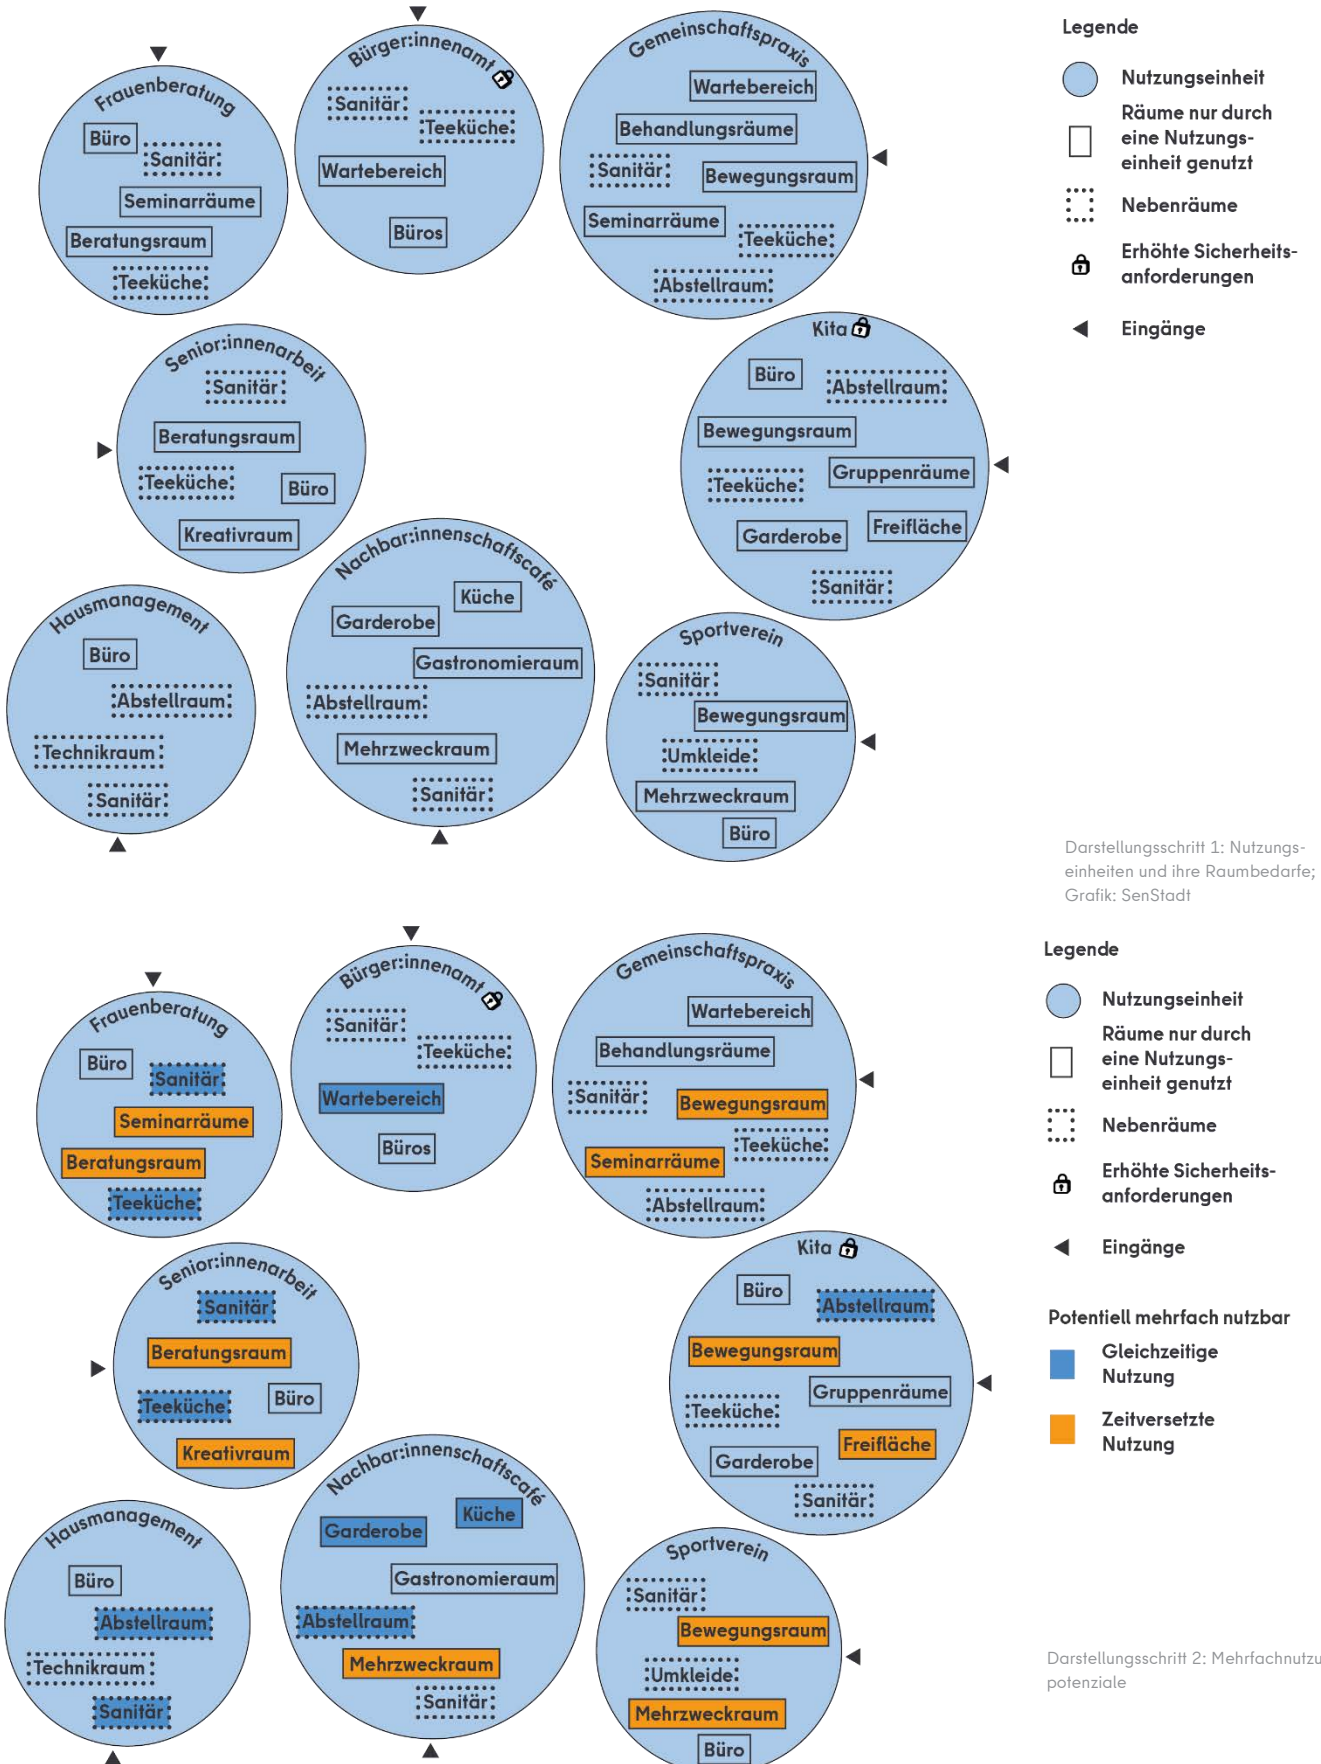 Frauenberatung
Büro
Sanitär
Seminarräume
Beratungsraum
Teeküche
Bürger:innenamt
Sanitär
Teeküche
Wartebereich
Büros
Gemeinschaftspraxis
Wartebereich
Behandlungsräume
Sanitär
Bewegungsraum
Seminarräume
Teeküche
Abstellraum
Senior:innenarbeit
Sanitär
Beratungsraum
Teeküche
Büro
Kreativraum
Kita
Büro
Abstellraum
Bewegungsraum
Gruppenräume
Teeküche
Freifläche
Garderobe
Sanitär
Hausmanagement
Büro
Abstellraum
Technikraum
Sanitär
Nachbar:innenschaftscafé
Küche
Garderobe
Gastronomieraum
Abstellraum
Mehrzweckraum
Sanitär
Sportverein
Sanitär
Bewegungsraum
Umkleide
Mehrzweckraum
Büro
Legende
Nutzungseinheit
Räume nur durch
eine Nutzungs-
einheit genutzt
Nebenräume
Erhöhte Sicherheits-
anforderungen
Eingänge
Darstellungsschritt 1: Nutzungs-
einheiten und ihre Raumbedarfe;
Grafik: SenStadt
Frauenberatung
Büro
Sanitär
Seminarräume
Beratungsraum
Teeküche
Bürger:innenamt
Sanitär
Teeküche
Wartebereich
Büros
Gemeinschaftspraxis
Wartebereich
Behandlungsräume
Sanitär
Bewegungsraum
Teeküche
Seminarräume
Abstellraum
Senior:innenarbeit
Sanitär
Beratungsraum
Büro
Teeküche
Kreativraum
Kita
Büro
Abstellraum
Bewegungsraum
Gruppenräume
Teeküche
Freifläche
Garderobe
Sanitär
Hausmanagement
Büro
Abstellraum
Technikraum
Sanitär
Nachbar:innenschaftscafé
Küche
Garderobe
Gastronomieraum
Abstellraum
Mehrzweckraum
Sanitär
Sportverein
Sanitär
Bewegungsraum
Umkleide
Mehrzweckraum
Büro
Legende
Nutzungseinheit
Räume nur durch
eine Nutzungs-
einheit genutzt
Nebenräume
Erhöhte Sicherheits-
anforderungen
Eingänge
Potentiell mehrfach nutzbar
Gleichzeitige
Nutzung
Zeitversetzte
Nutzung
Darstellungsschritt 2: Mehrfachnutzu
potenziale